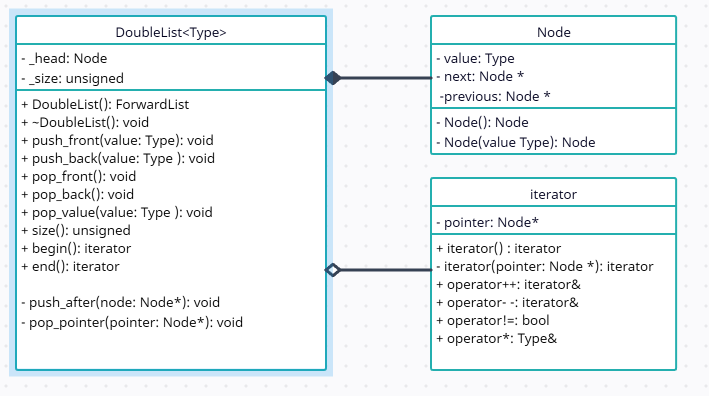 DoubleList<Type>
- _head: Node
- _size: unsigned
+ DoubleList(): ForwardList
+ ~DoubleList(): void
+ push_front(value: Type): void
+ push_back(value: Type ): void
+ pop_front(): void
+ pop_back(): void
+ pop_value(value: Type ): void
+ size(): unsigned
+ begin(): iterator
+ end(): iterator
- push_after(node: Node*): void
- pop_pointer(pointer: Node*): void
Node
- value: Type
- next: Node *
-previous: Node *
- Node(): Node
- Node(value Type): Node
iterator
- pointer: Node*
+ iterator() : iterator
- iterator(pointer: Node *): iterator
+ operator++: iterator&
+ operator- -: iterator&
+ operator!=: bool
+ operator*: Type&